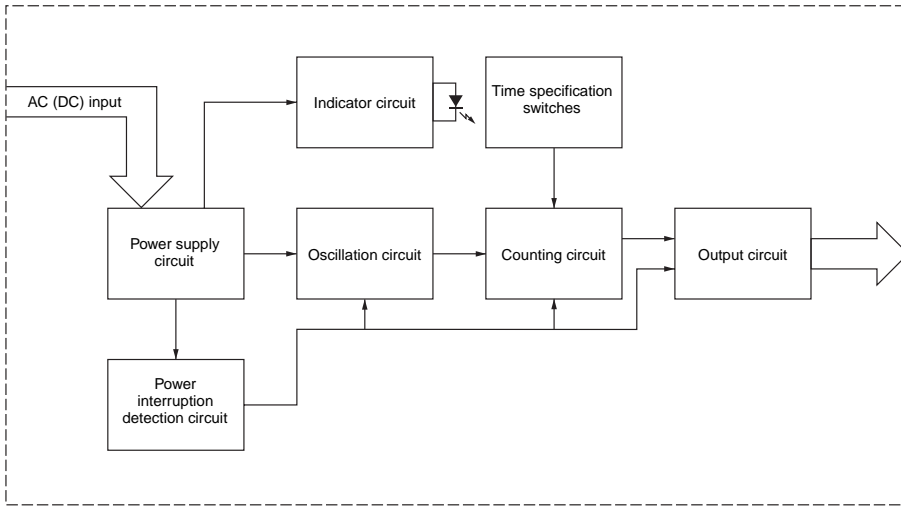 AC (DC) input
Indicator circuit
Time specification
switches
Power supply
circuit
Oscillation circuit
Counting circuit
Output circuit
Power
interruption
detection circuit